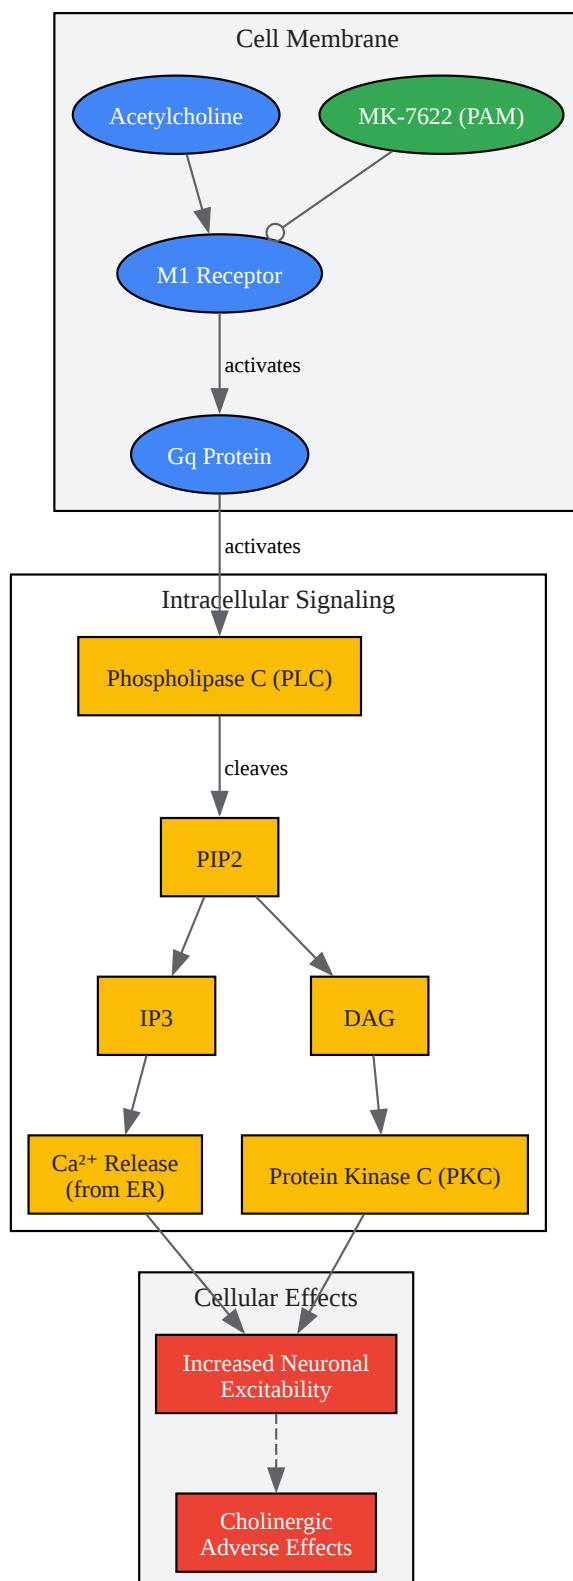 Cell Membrane
Acetylcholine
MK-7622 (PAM)
M1 Receptor
activates
Gq Protein
activates
Intracellular Signaling
Phospholipase C (PLC)
cleaves
PIP2
IP3
DAG
Ca²⁺ Release
(from ER)
Protein Kinase C (PKC)
Cellular Effects
Increased Neuronal
Excitability
Cholinergic
Adverse Effects